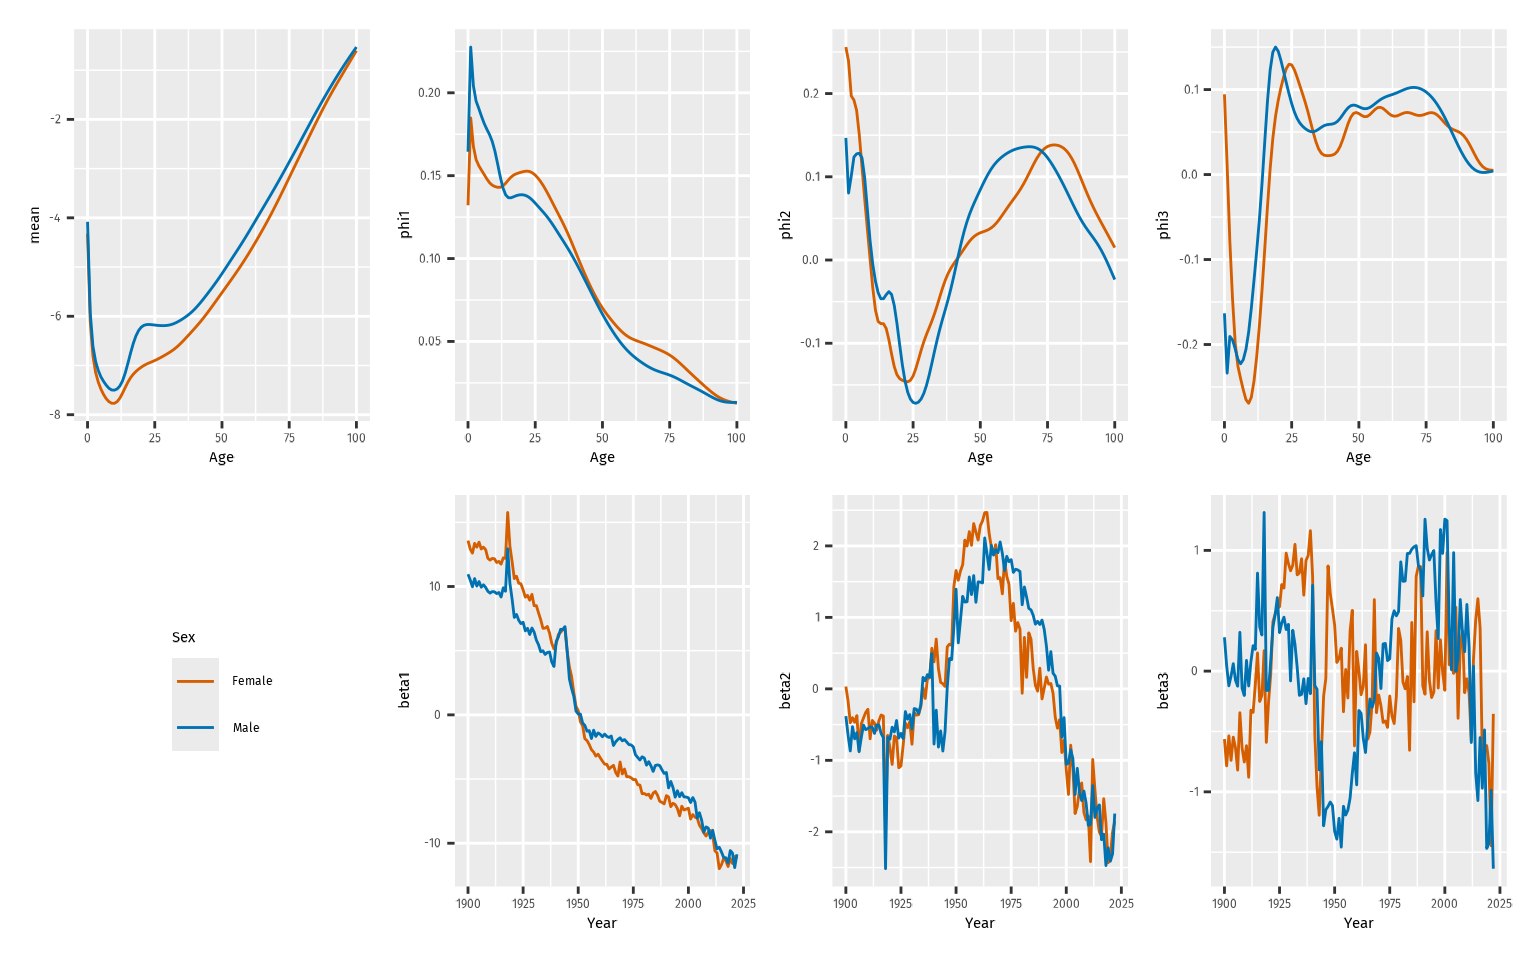 mean
-2
-4
-6
-8
0 25 50 75 100
Age
phi1
0.20
0.15
0.10
0.05
0 25 50 75 100
Age
phi2
0.2
0.1
0.0
-0.1
0 25 50 75 100
Age
phi3
0.1
0.0
-0.1
-0.2
0 25 50 75 100
Age
Sex
Female
Male
beta1
10
0
-10
1900 1925 1950 1975 2000 2025
Year
beta2
2
1
0
-1
-2
1900 1925 1950 1975 2000 2025
Year
beta3
1
0
-1
1900 1925 1950 1975 2000 2025
Year